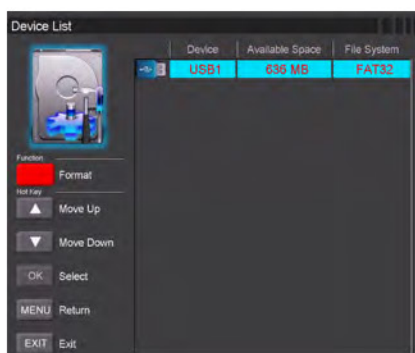 Device List
Device Available Space File System
USB1 636 MB FAT32
Function
Format
Hot Key
Move Up
Move Down
OK Select
MENU Return
EXIT Exit